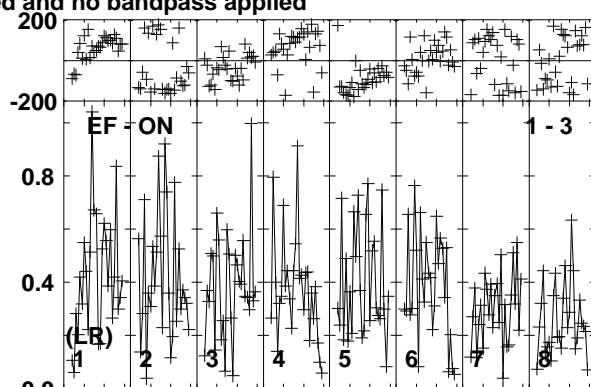 ed and no bandpass applied
200
-200
EF - ON 1 - 3
0.8
0.4
(LR)
1 2 3 4 5 6 7 8
0.0